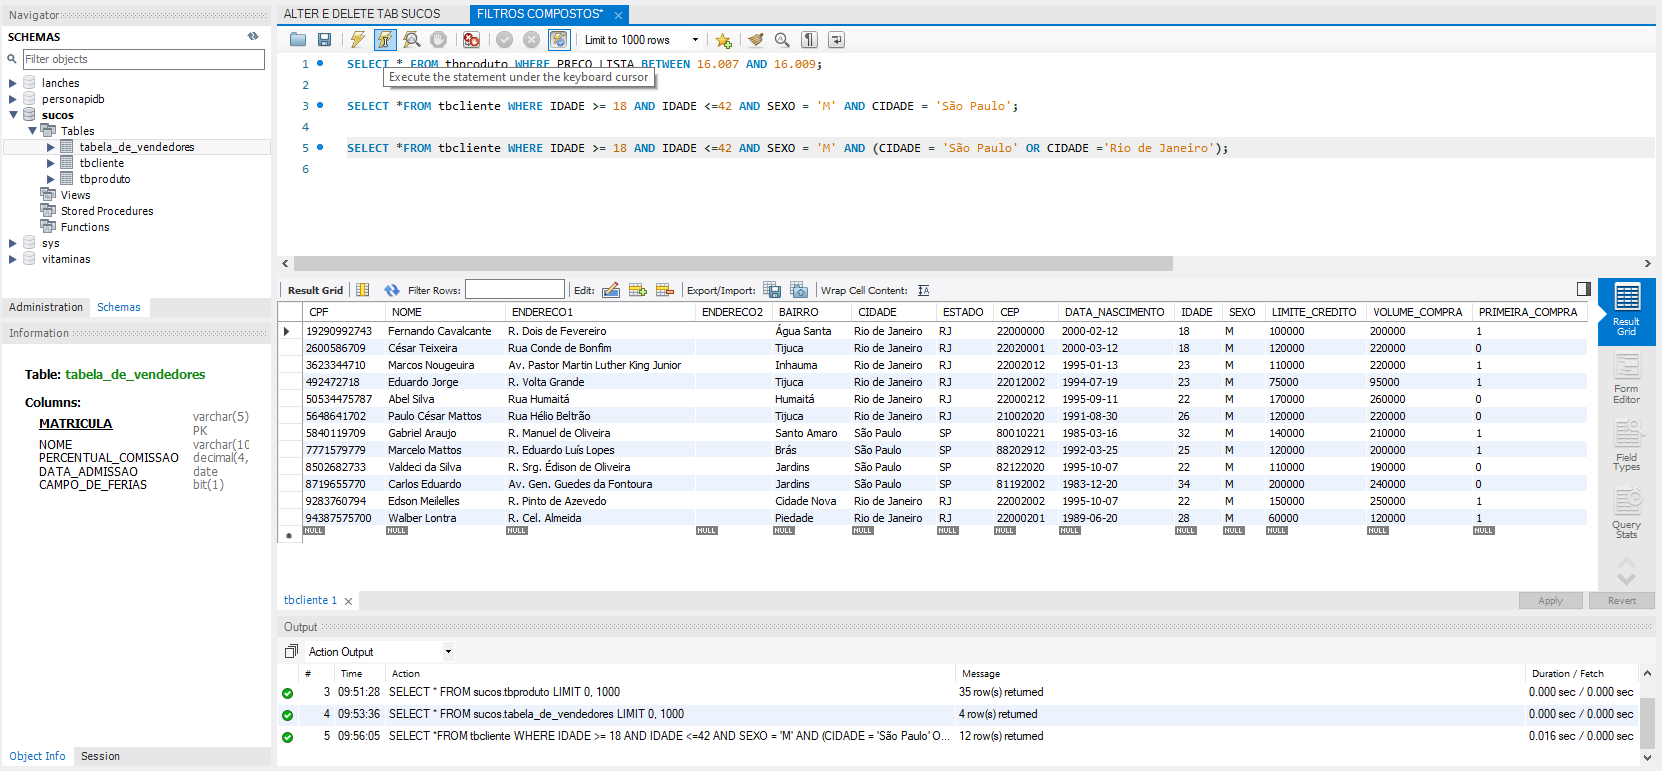 Navigator
SCHEMAS
Filter objects
lanches
personapidb
sucos
Tables
tabela_de_vendedores
tbcliente
tbproduto
Views
Stored Procedures
Functions
sys
vitaminas
Administration Schemas
Information
Table: tabela_de_vendedores
Columns:
MATRICULA varchar(5) PK
NOME varchar(10
PERCENTUAL_COMISSAO decimal(4,
DATA_ADMISSAO date
CAMPO_DE_FERIAS bit(1)
Object Info Session
ALTER E DELETE TAB SUCOS FILTROS COMPOSTOS*
Limit to 1000 rows
1 SELECT * FROM tbproduto WHERE PRECO_LISTA BETWEEN 16.007 AND 16.009;
Execute the statement under the keyboard cursor
2
3 SELECT *FROM tbcliente WHERE IDADE >= 18 AND IDADE <=42 AND SEXO = 'M' AND CIDADE = 'São Paulo';
4
5 SELECT *FROM tbcliente WHERE IDADE >= 18 AND IDADE <=42 AND SEXO = 'M' AND (CIDADE = 'São Paulo' OR CIDADE ='Rio de Janeiro');
6
Result Grid Filter Rows: Edit: Export/Import: Wrap Cell Content:
CPF NOME ENDERECO1 ENDERECO2 BAIRRO CIDADE ESTADO CEP DATA_NASCIMENTO IDADE SEXO LIMITE_CREDITO VOLUME_COMPRA PRIMEIRA_COMPRA
19290992743 Fernando Cavalcante R. Dois de Fevereiro Água Santa Rio de Janeiro RJ 22000000 2000-02-12 18 M 100000 200000 1
2600586709 César Teixeira Rua Conde de Bonfim Tijuca Rio de Janeiro RJ 22020001 2000-03-12 18 M 120000 220000 0
3623344710 Marcos Nougeuira Av. Pastor Martin Luther King Junior Inhauma Rio de Janeiro RJ 22002012 1995-01-13 23 M 110000 220000 1
492472718 Eduardo Jorge R. Volta Grande Tijuca Rio de Janeiro RJ 22012002 1994-07-19 23 M 75000 95000 1
50534475787 Abel Silva Rua Humaitá Humaitá Rio de Janeiro RJ 22000212 1995-09-11 22 M 170000 260000 0
5648641702 Paulo César Mattos Rua Hélio Beltrão Tijuca Rio de Janeiro RJ 21002020 1991-08-30 26 M 120000 220000 0
5840119709 Gabriel Araujo R. Manuel de Oliveira Santo Amaro São Paulo SP 80010221 1985-03-16 32 M 140000 210000 1
7771579779 Marcelo Mattos R. Eduardo Luís Lopes Brás São Paulo SP 88202912 1992-03-25 25 M 120000 200000 1
8502682733 Valdeci da Silva R. Srg. Édison de Oliveira Jardins São Paulo SP 82122020 1995-10-07 22 M 110000 190000 0
8719655770 Carlos Eduardo Av. Gen. Guedes da Fontoura Jardins São Paulo SP 81192002 1983-12-20 34 M 200000 240000 0
9283760794 Edson Meilelles R. Pinto de Azevedo Cidade Nova Rio de Janeiro RJ 22002002 1995-10-07 22 M 150000 250000 1
94387575700 Walber Lontra R. Cel. Almeida Piedade Rio de Janeiro RJ 22000201 1989-06-20 28 M 60000 120000 1
NULL NULL NULL NULL NULL NULL NULL NULL NULL NULL NULL NULL NULL NULL
Result Grid
Form Editor
Field Types
Query Stats
tbcliente 1 Apply Revert
Output
Action Output
# Time Action Message Duration / Fetch
3 09:51:28 SELECT * FROM sucos.tbproduto LIMIT 0, 1000 35 row(s) returned 0.000 sec / 0.000 sec
4 09:53:36 SELECT * FROM sucos.tabela_de_vendedores LIMIT 0, 1000 4 row(s) returned 0.000 sec / 0.000 sec
5 09:56:05 SELECT *FROM tbcliente WHERE IDADE >= 18 AND IDADE <=42 AND SEXO = 'M' AND (CIDADE = 'São Paulo' O... 12 row(s) returned 0.016 sec / 0.000 sec